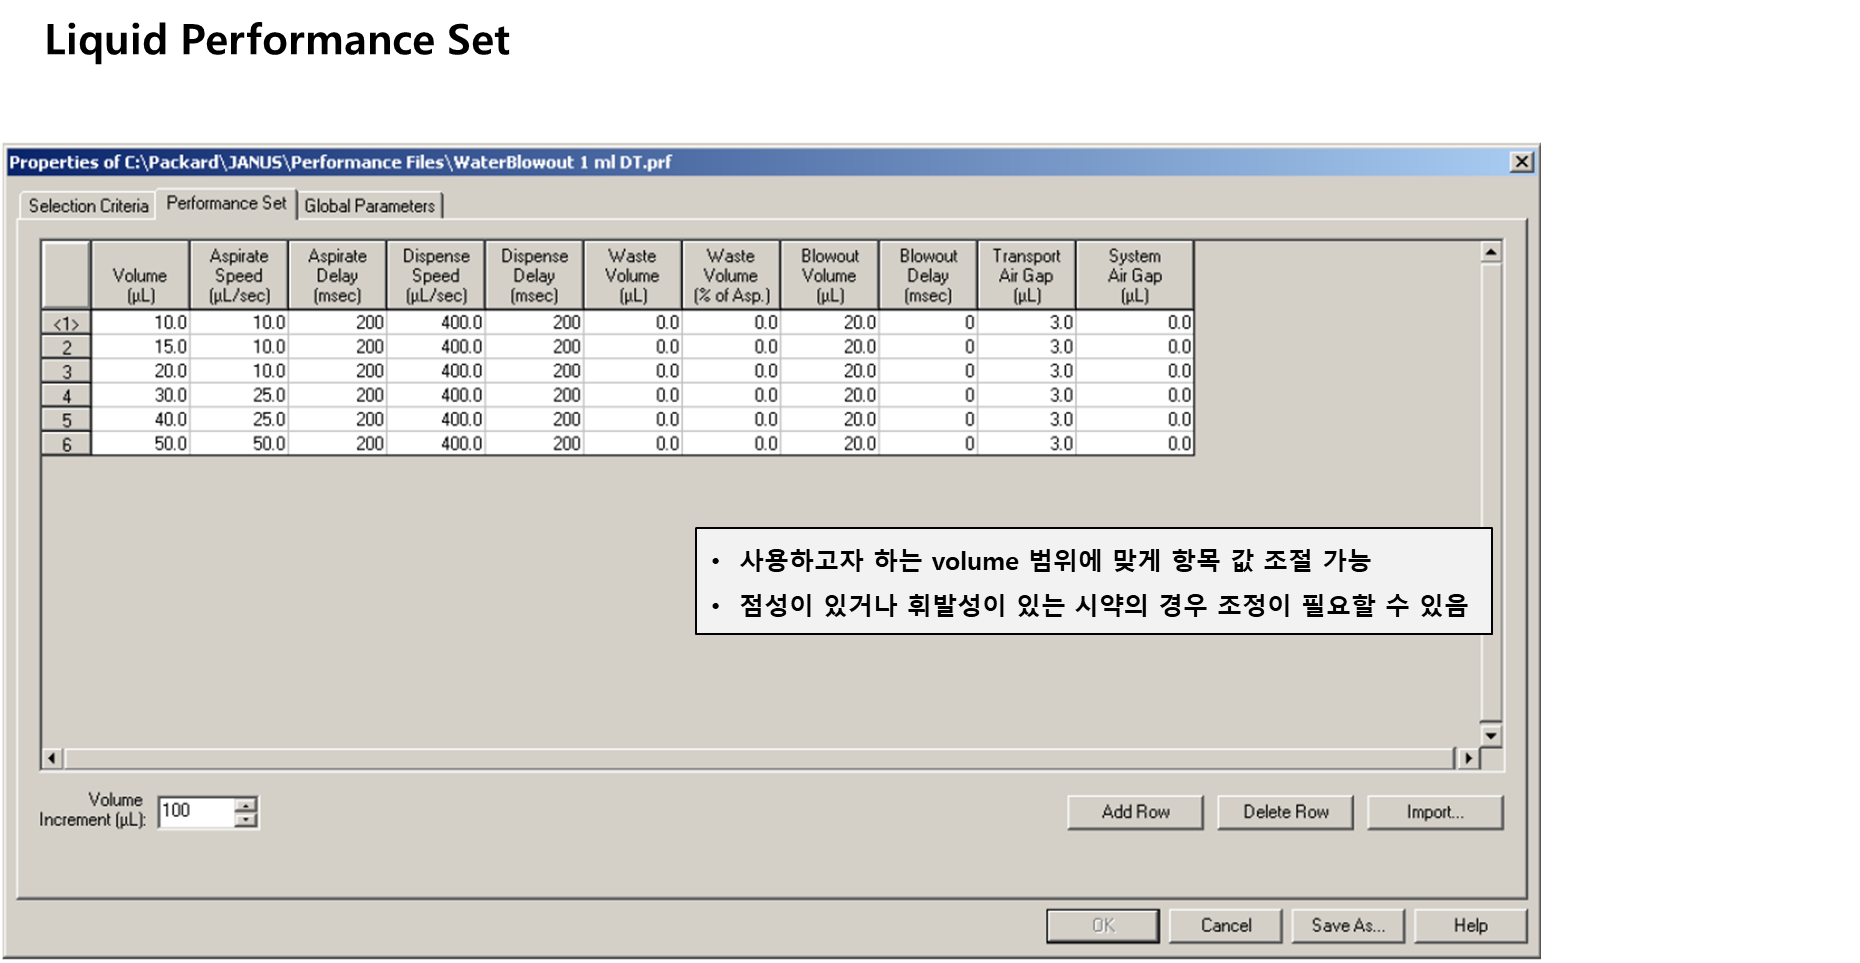 Liquid Performance Set
Properties of C:\Packard\JANUS\Performance Files\WaterBlowout 1 ml DT.prf
Selection Criteria Performance Set Global Parameters
Volume (µL) Aspirate Speed (µL/sec) Aspirate Delay (msec) Dispense Speed (µL/sec) Dispense Delay (msec) Waste Volume (µL) Waste Volume (% of Asp.) Blowout Volume (µL) Blowout Delay (msec) Transport Air Gap (µL) System Air Gap (µL)
<1> 10.0 10.0 200 400.0 200 0.0 0.0 20.0 0 3.0 0.0
2 15.0 10.0 200 400.0 200 0.0 0.0 20.0 0 3.0 0.0
3 20.0 10.0 200 400.0 200 0.0 0.0 20.0 0 3.0 0.0
4 30.0 25.0 200 400.0 200 0.0 0.0 20.0 0 3.0 0.0
5 40.0 25.0 200 400.0 200 0.0 0.0 20.0 0 3.0 0.0
6 50.0 50.0 200 400.0 200 0.0 0.0 20.0 0 3.0 0.0
• 사용하고자 하는 volume 범위에 맞게 항목 값 조절 가능
• 점성이 있거나 휘발성이 있는 시약의 경우 조정이 필요할 수 있음
Volume
Increment (µL): 100
Add Row Delete Row Import...
OK Cancel Save As... Help